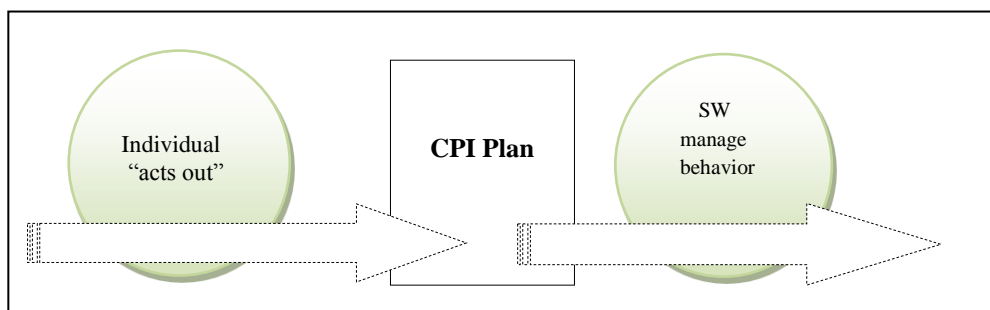 Individual
“acts out”
CPI Plan
SW
manage
behavior